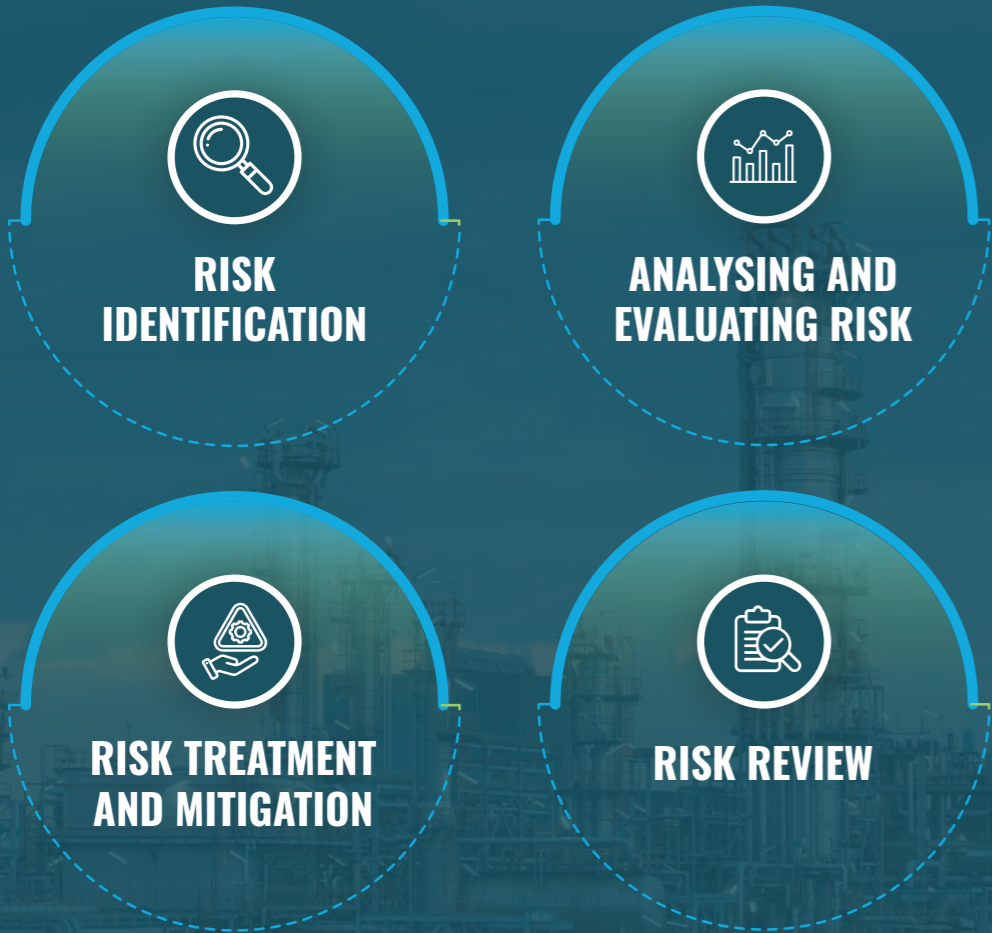 RISK
IDENTIFICATION
ANALYSING AND
EVALUATING RISK
RISK TREATMENT
AND MITIGATION
RISK REVIEW